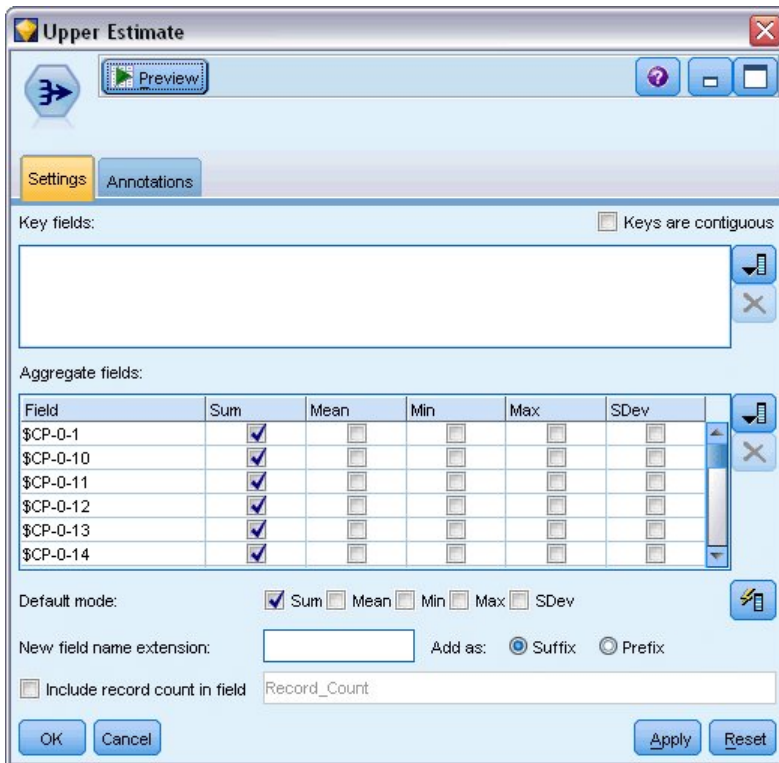 Upper Estimate
Preview
Settings Annotations
Key fields: Keys are contiguous
Aggregate fields:
Field Sum Mean Min Max SDev
$CP-0-1
$CP-0-10
$CP-0-11
$CP-0-12
$CP-0-13
$CP-0-14
Default mode: Sum Mean Min Max SDev
New field name extension: Add as: Suffix Prefix
Include record count in field Record_Count
OK Cancel Apply Reset